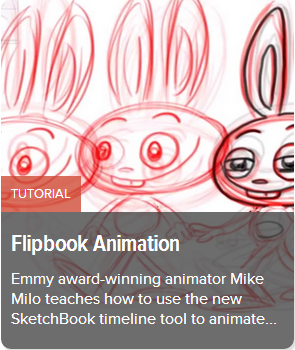 TUTORIAL
Flipbook Animation
Emmy award-winning animator Mike
Milo teaches how to use the new
SketchBook timeline tool to animate...